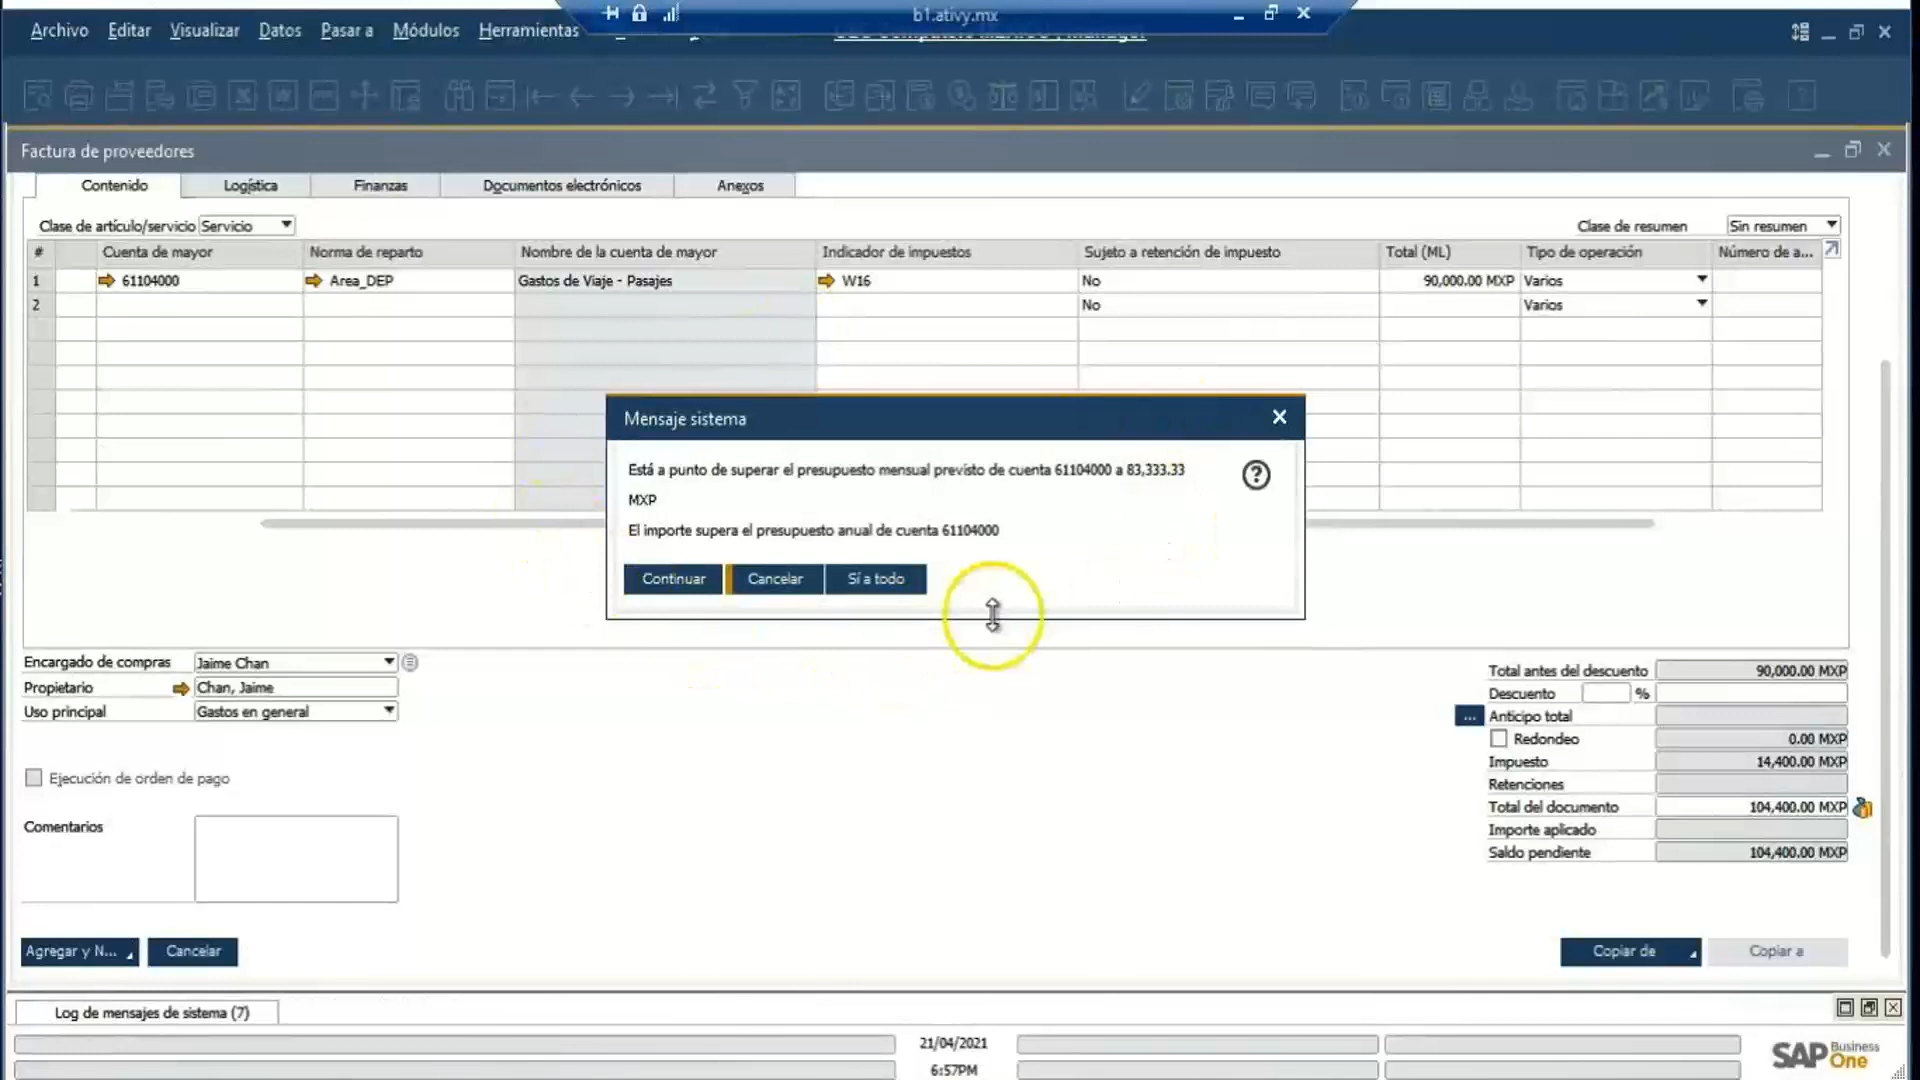 b1.ativy.mx
Archivo Editar Visualizar Datos Pasar a Módulos Herramientas
Factura de proveedores
Contenido Logística Finanzas Documentos electrónicos Anexos
Clase de artículo/servicio Servicio Clase de resumen Sin resumen
# Cuenta de mayor Norma de reparto Nombre de la cuenta de mayor Indicador de impuestos Sujeto a retención de impuesto Total (ML) Tipo de operación Número de a...
1 61104000 Area_DEP Gastos de Viaje - Pasajes W16 No 90,000.00 MXP Varios
2 No Varios
Mensaje sistema
Está a punto de superar el presupuesto mensual previsto de cuenta 61104000 a 83,333.33
MXP
El importe supera el presupuesto anual de cuenta 61104000
Continuar Cancelar Sí a todo
Encargado de compras Jaime Chan
Propietario Chan, Jaime
Uso principal Gastos en general
Ejecución de orden de pago
Comentarios
Total antes del descuento 90,000.00 MXP
Descuento %
... Anticipo total
Redondeo 0.00 MXP
Impuesto 14,400.00 MXP
Retenciones
Total del documento 104,400.00 MXP
Importe aplicado
Saldo pendiente 104,400.00 MXP
Agregar y N... Cancelar Copiar de Copiar a
Log de mensajes de sistema (7)
21/04/2021
6:57PM
SAP Business One